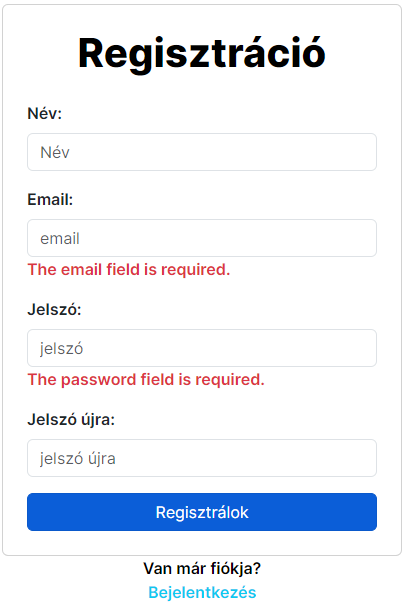 Regisztráció
Név:
Név
Email:
email
The email field is required.
Jelszó:
jelszó
The password field is required.
Jelszó újra:
jelszó újra
Regisztrálok
Van már fiókja?
Bejelentkezés